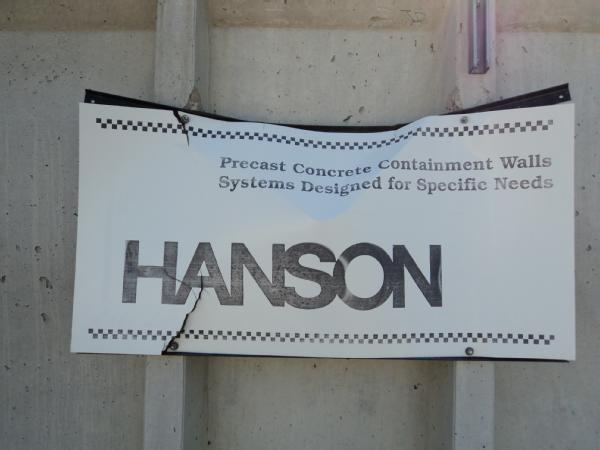 Precast Concrete Containment Walls
Systems Designed for Specific Needs
HANSON